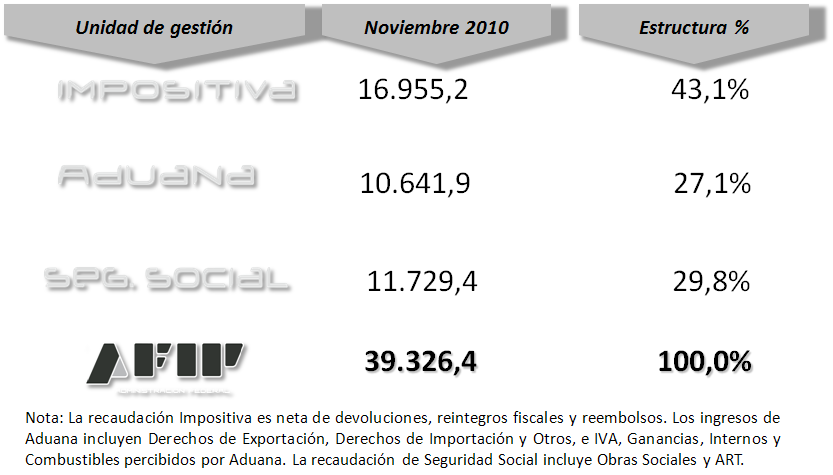 Unidad de gestión Noviembre 2010 Estructura %
IMPOSITIVA 16.955,2 43,1%
ADUANA 10.641,9 27,1%
SEG. SOCIAL 11.729,4 29,8%
AFIP 39.326,4 100,0%
Nota: La recaudación Impositiva es neta de devoluciones, reintegros fiscales y reembolsos. Los ingresos de
Aduana incluyen Derechos de Exportación, Derechos de Importación y Otros, e IVA, Ganancias, Internos y
Combustibles percibidos por Aduana. La recaudación de Seguridad Social incluye Obras Sociales y ART.